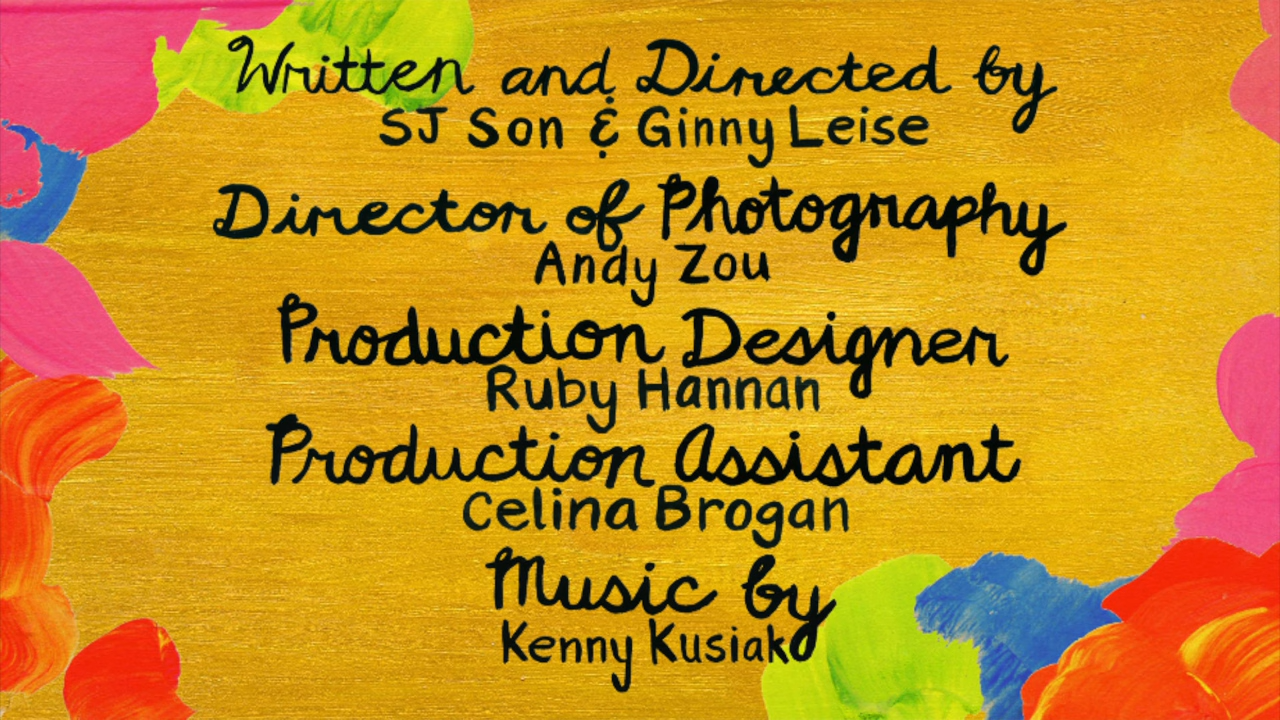 Written and Directed by
SJ Son & Ginny Leise
Director of Photography
Andy Zou
Production Designer
Ruby Hannan
Production Assistant
Celina Brogan
Music by
Kenny Kusiak